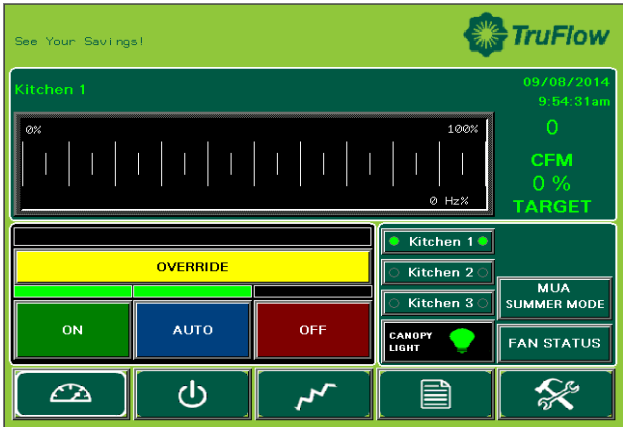 See Your Savings!
TruFlow
Kitchen 1
09/08/2014
9:54:31am
0%
100%
0 Hz%
0
CFM
0 %
TARGET
OVERRIDE
ON
AUTO
OFF
Kitchen 1
Kitchen 2
Kitchen 3
CANOPY
LIGHT
MUA
SUMMER MODE
FAN STATUS